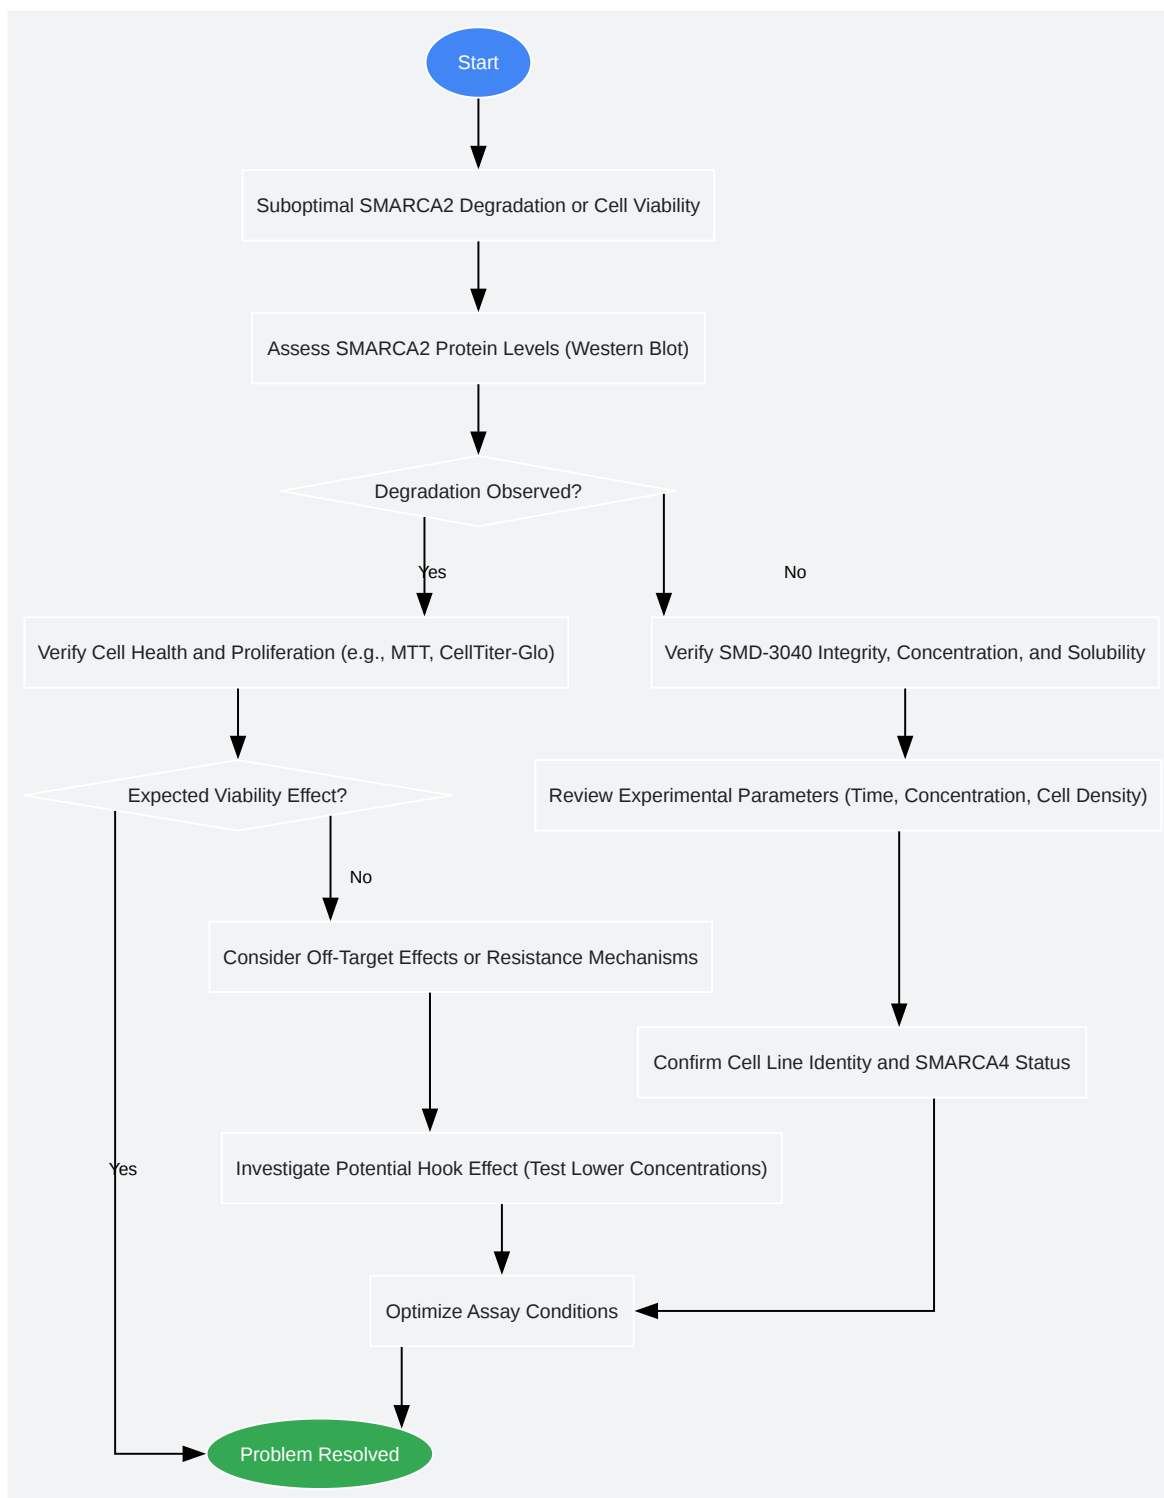 Start
Suboptimal SMARCA2 Degradation or Cell Viability
Assess SMARCA2 Protein Levels (Western Blot)
Degradation Observed?
Yes
No
Verify Cell Health and Proliferation (e.g., MTT, CellTiter-Glo)
Verify SMD-3040 Integrity, Concentration, and Solubility
Expected Viability Effect?
Review Experimental Parameters (Time, Concentration, Cell Density)
No
Consider Off-Target Effects or Resistance Mechanisms
Confirm Cell Line Identity and SMARCA4 Status
Yes
Investigate Potential Hook Effect (Test Lower Concentrations)
Optimize Assay Conditions
Problem Resolved